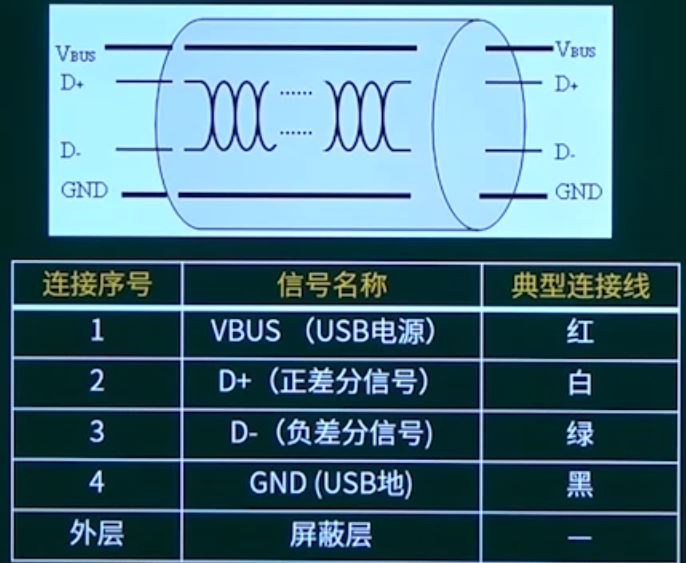 VBUS VBUS
D+ D+
...... ......
D- D-
GND GND
连接序号 信号名称 典型连接线
1 VBUS （USB电源） 红
2 D+（正差分信号） 白
3 D-（负差分信号) 绿
4 GND (USB地) 黑
外层 屏蔽层 —